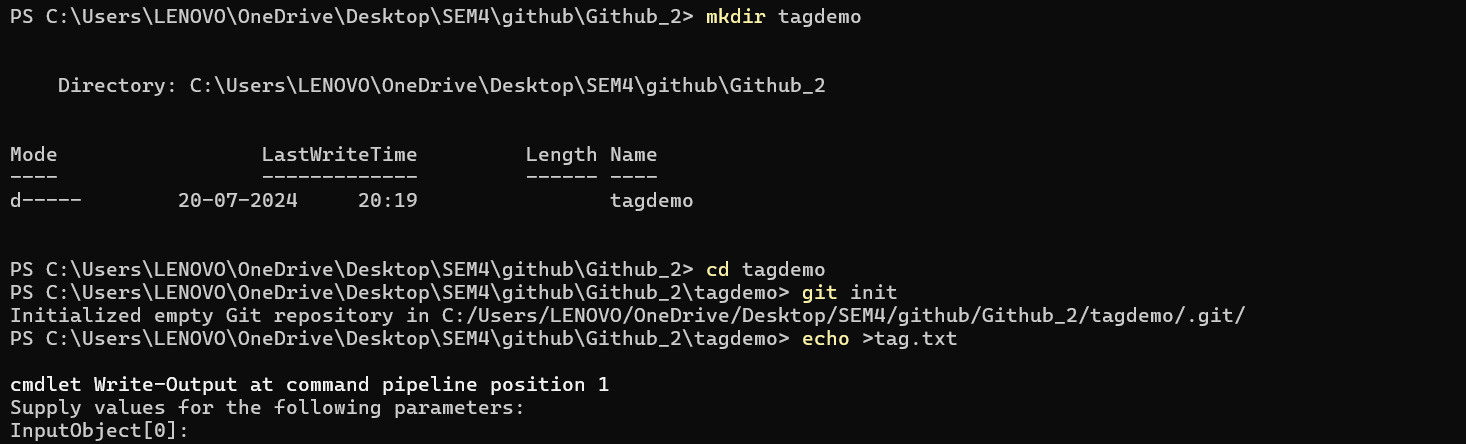 PS C:\Users\LENOVO\OneDrive\Desktop\SEM4\github\Github_2> mkdir tagdemo
Directory: C:\Users\LENOVO\OneDrive\Desktop\SEM4\github\Github_2
Mode                 LastWriteTime         Length Name
----                 -------------         ------ ----
d-----        20-07-2024     20:19                tagdemo
PS C:\Users\LENOVO\OneDrive\Desktop\SEM4\github\Github_2> cd tagdemo
PS C:\Users\LENOVO\OneDrive\Desktop\SEM4\github\Github_2\tagdemo> git init
Initialized empty Git repository in C:/Users/LENOVO/OneDrive/Desktop/SEM4/github/Github_2/tagdemo/.git/
PS C:\Users\LENOVO\OneDrive\Desktop\SEM4\github\Github_2\tagdemo> echo >tag.txt
cmdlet Write-Output at command pipeline position 1
Supply values for the following parameters:
InputObject[0]: